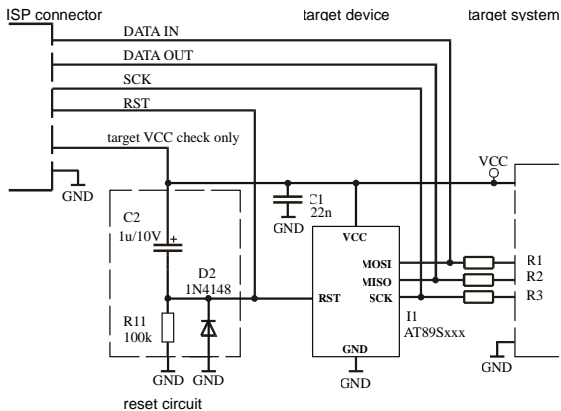 ISP connector
target device
target system
DATA IN
DATA OUT
SCK
RST
target VCC check only
GND
VCC
C2
1u/10V
+
C1
22n
GND
VCC
MOSI
R1
MISO
R2
D2
1N4148
RST
SCK
R3
R11
100k
I1
AT89Sxxx
GND
GND
GND
GND
GND
reset circuit